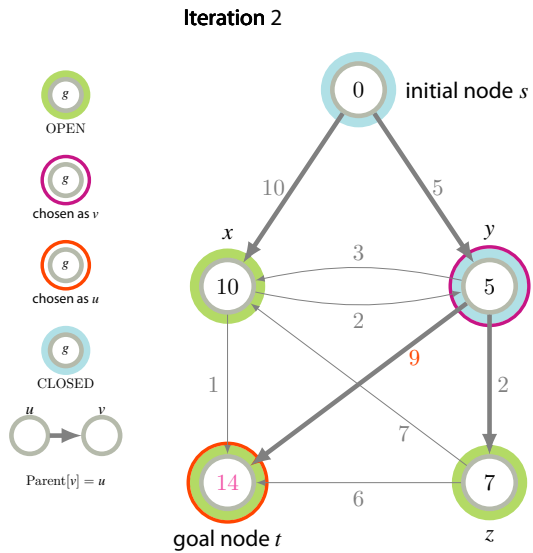 Iteration 2
g
OPEN
g
chosen as v
g
chosen as u
g
CLOSED
u v
Parent[v] = u
0 initial node s
10 5
x y
3
10 5
2
9
1 2
7
14 6 7
goal node t z